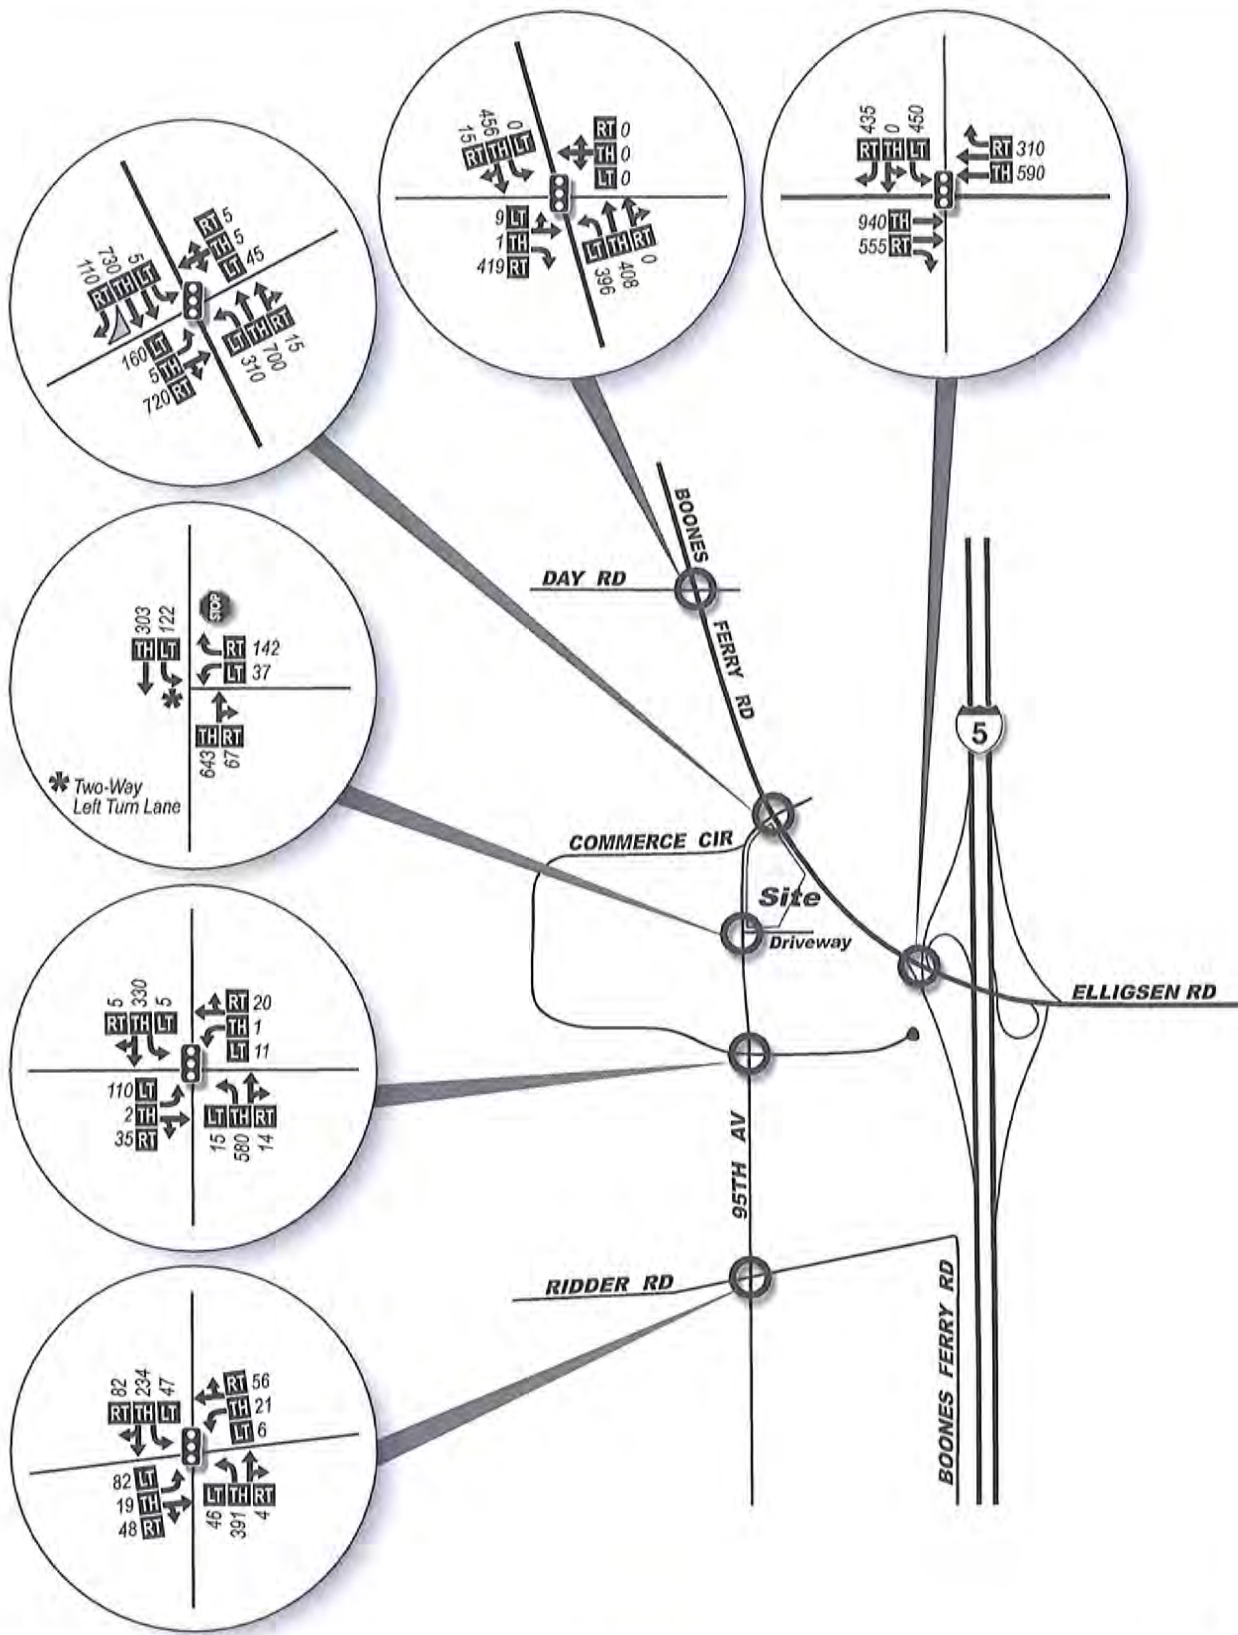 456
15
0
RT TH LT
RT 0
TH 0
LT 0
9 LT
1 TH
419 RT
LT TH RT
396
408
0
435
0
450
RT TH LT
RT 310
TH 590
940 TH
555 RT
110
730
5
RT TH LT
RT 5
TH 5
LT 45
160 LT
5 TH
720 RT
LT TH RT
310
700
15
303
122
TH LT
STOP
RT 142
LT 37
TH RT
643
67
* Two-Way
Left Turn Lane
5
330
5
RT TH LT
RT 20
TH 1
LT 11
110 LT
2 TH
35 RT
LT TH RT
15
580
14
82
234
47
RT TH LT
RT 56
TH 21
LT 6
82 LT
19 TH
48 RT
LT TH RT
46
391
4
BOONES FERRY RD
DAY RD
5
COMMERCE CIR
Site
Driveway
ELLIGSEN RD
95TH AV
RIDDER RD
BOONES FERRY RD